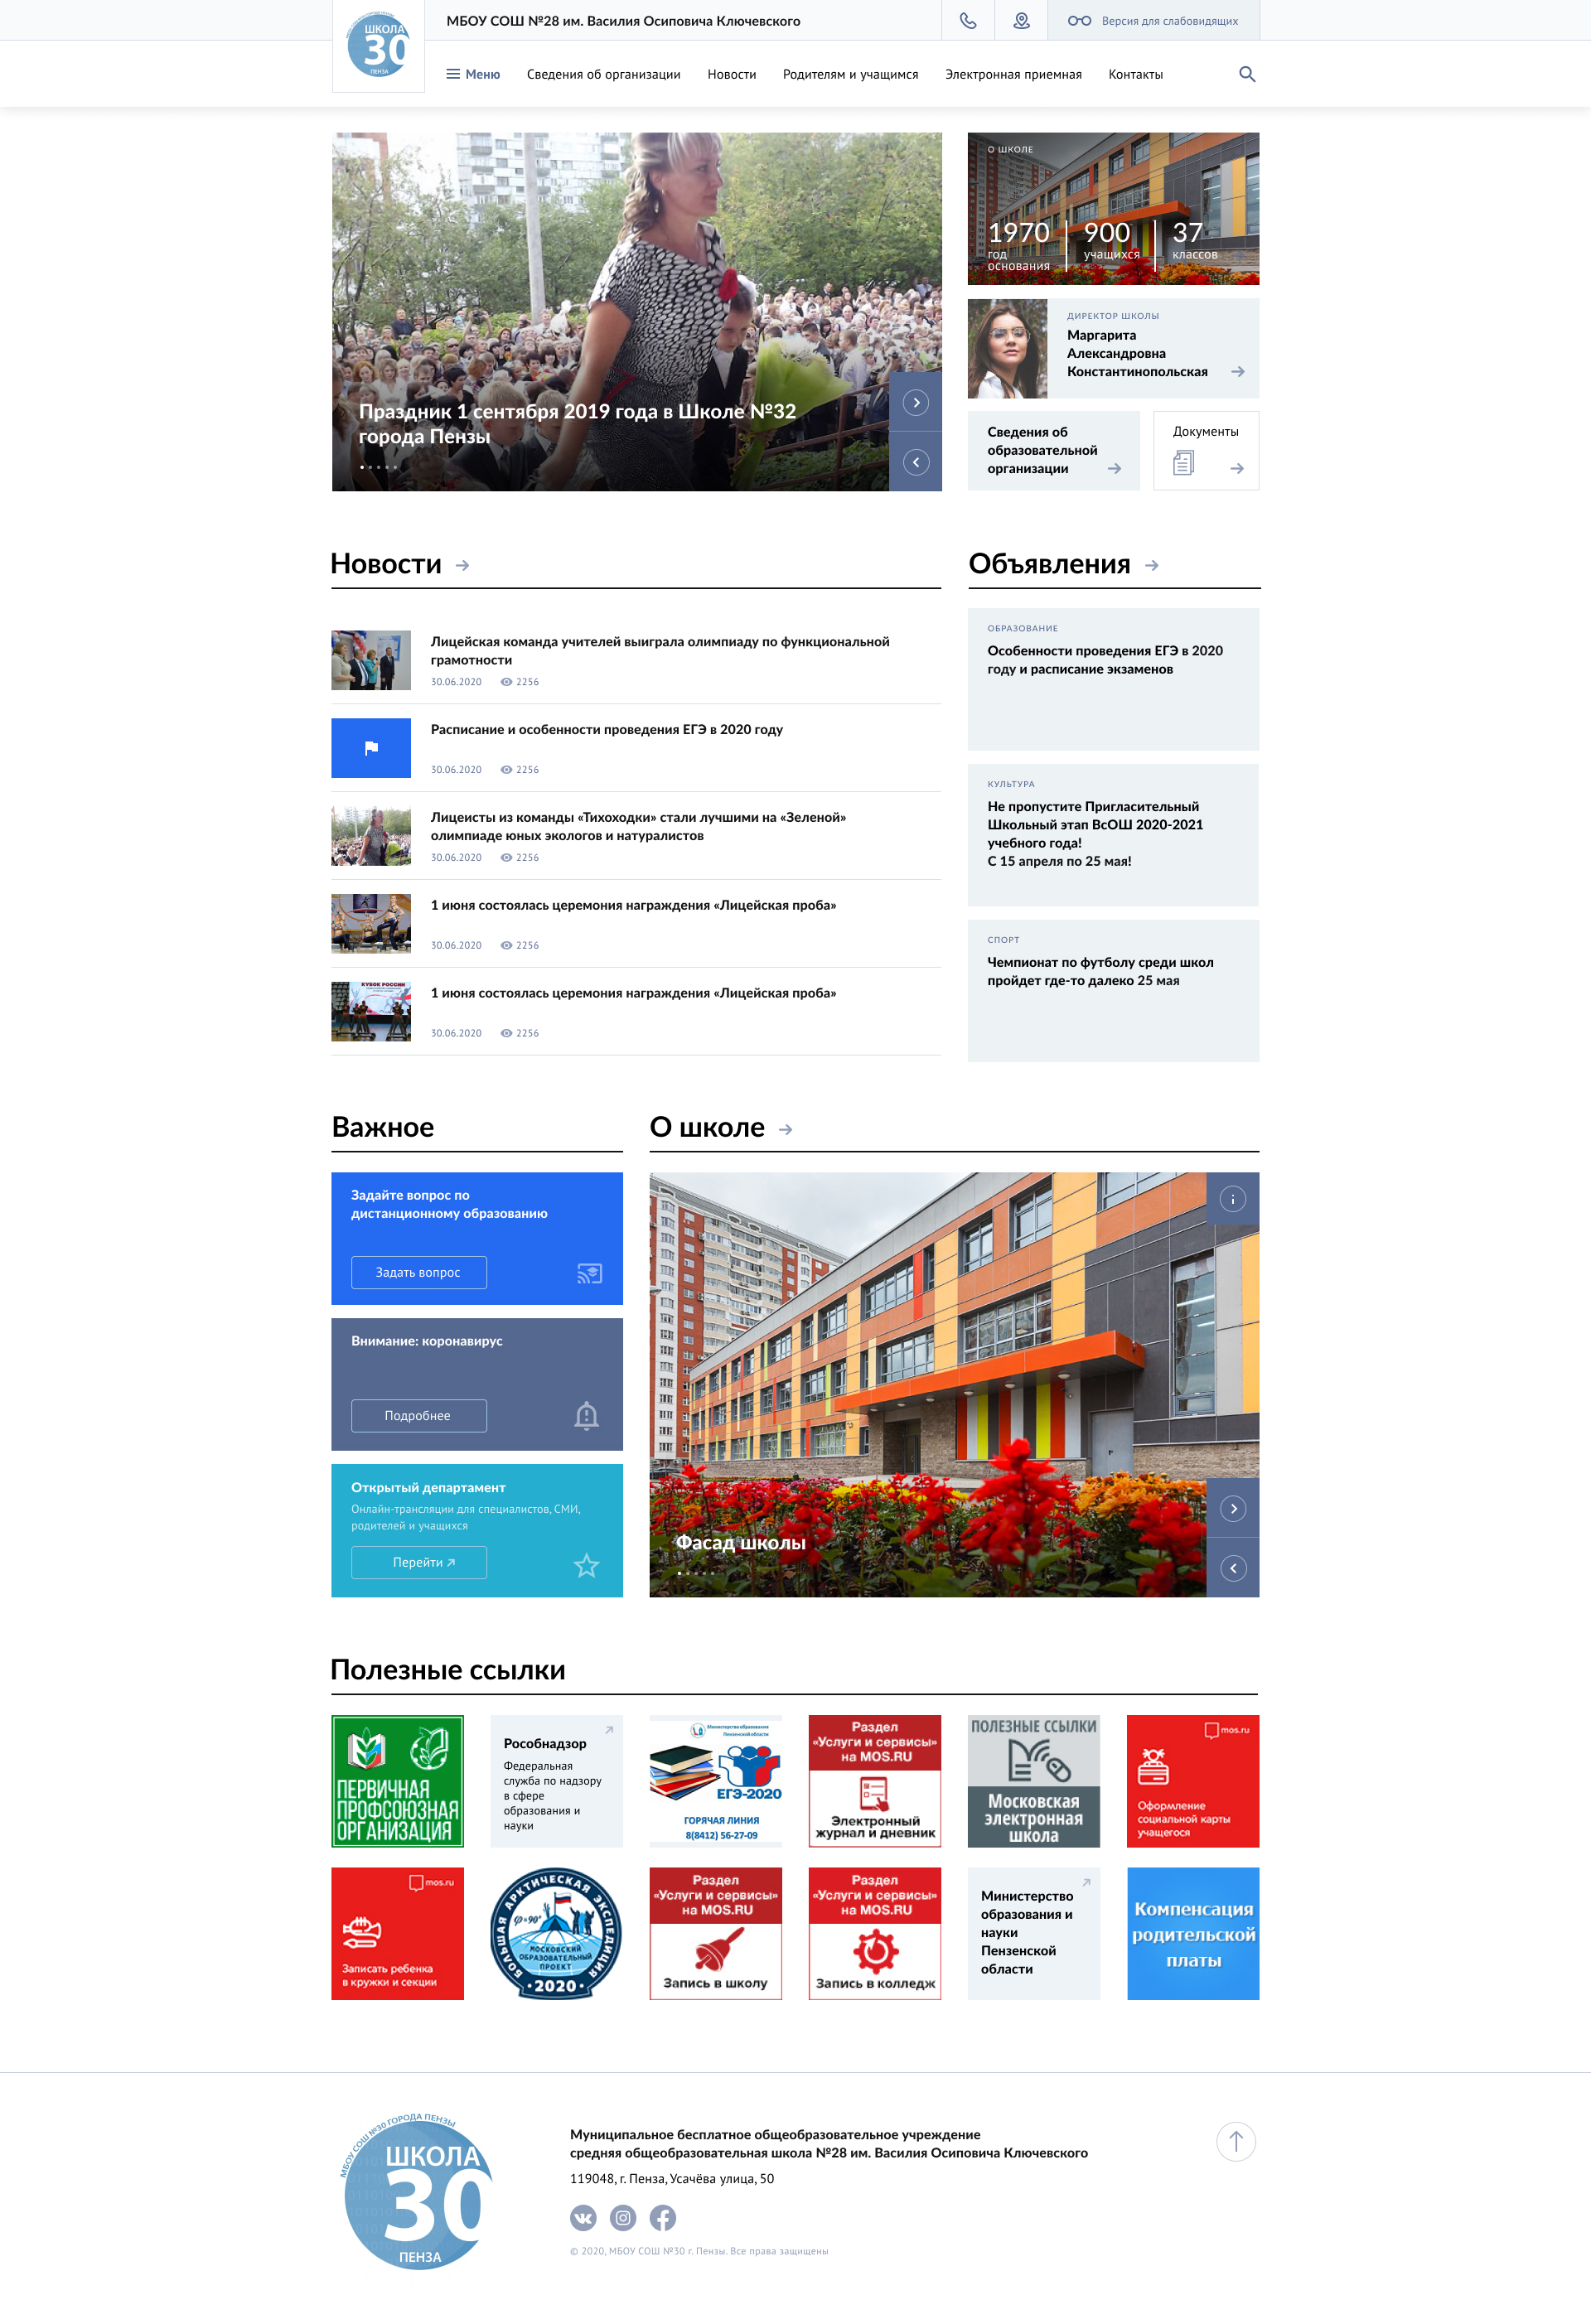 ШКОЛА
30
ПЕНЗА
МБОУ СОШ №28 им. Василия Осиповича Ключевского
Версия для слабовидящих
Меню
Сведения об организации
Новости
Родителям и учащимся
Электронная приемная
Контакты
Праздник 1 сентября 2019 года в Школе №32
города Пензы
О ШКОЛЕ
1970
год
основания
900
учащихся
37
классов
ДИРЕКТОР ШКОЛЫ
Маргарита
Александровна
Константинопольская
Сведения об
образовательной
организации
Документы
Новости
Лицейская команда учителей выиграла олимпиаду по функциональной
грамотности
30.06.2020 2256
Расписание и особенности проведения ЕГЭ в 2020 году
30.06.2020 2256
Лицеисты из команды «Тихоходки» стали лучшими на «Зеленой»
олимпиаде юных экологов и натуралистов
30.06.2020 2256
1 июня состоялась церемония награждения «Лицейская проба»
30.06.2020 2256
КУБОК РОССИИ
1 июня состоялась церемония награждения «Лицейская проба»
30.06.2020 2256
Объявления
ОБРАЗОВАНИЕ
Особенности проведения ЕГЭ в 2020
году и расписание экзаменов
КУЛЬТУРА
Не пропустите Пригласительный
Школьный этап ВсОШ 2020-2021
учебного года!
С 15 апреля по 25 мая!
СПОРТ
Чемпионат по футболу среди школ
пройдет где-то далеко 25 мая
Важное
Задайте вопрос по
дистанционному образованию
Задать вопрос
Внимание: коронавирус
Подробнее
Открытый департамент
Онлайн-трансляции для специалистов, СМИ,
родителей и учащихся
Перейти
О школе
Фасад школы
Полезные ссылки
ПЕРВИЧНАЯ
ПРОФСОЮЗНАЯ
ОРГАНИЗАЦИЯ
Рособнадзор
Федеральная
служба по надзору
в сфере
образования и
науки
Министерство образования
Пензенской области
ЕГЭ-2020
ГОРЯЧАЯ ЛИНИЯ
8(8412) 56-27-09
Раздел
«Услуги и сервисы»
на MOS.RU
Электронный
журнал и дневник
ПОЛЕЗНЫЕ ССЫЛКИ
Московская
электронная
школа
mos.ru
Оформление
социальной карты
учащегося
mos.ru
Записать ребенка
в кружки и секции
БОЛЬШАЯ АРКТИЧЕСКАЯ ЭКСПЕДИЦИЯ
φ=90°
МОСКОВСКИЙ
ОБРАЗОВАТЕЛЬНЫЙ
ПРОЕКТ
2020
Раздел
«Услуги и сервисы»
на MOS.RU
Запись в школу
Раздел
«Услуги и сервисы»
на MOS.RU
Запись в колледж
Министерство
образования и
науки
Пензенской
области
Компенсация
родительской
платы
МБОУ СОШ №30 ГОРОДА ПЕНЗЫ
ШКОЛА
30
ПЕНЗА
Муниципальное бесплатное общеобразовательное учреждение
средняя общеобразовательная школа №28 им. Василия Осиповича Ключевского
119048, г. Пенза, Усачёва улица, 50
© 2020, МБОУ СОШ №30 г. Пензы. Все права защищены